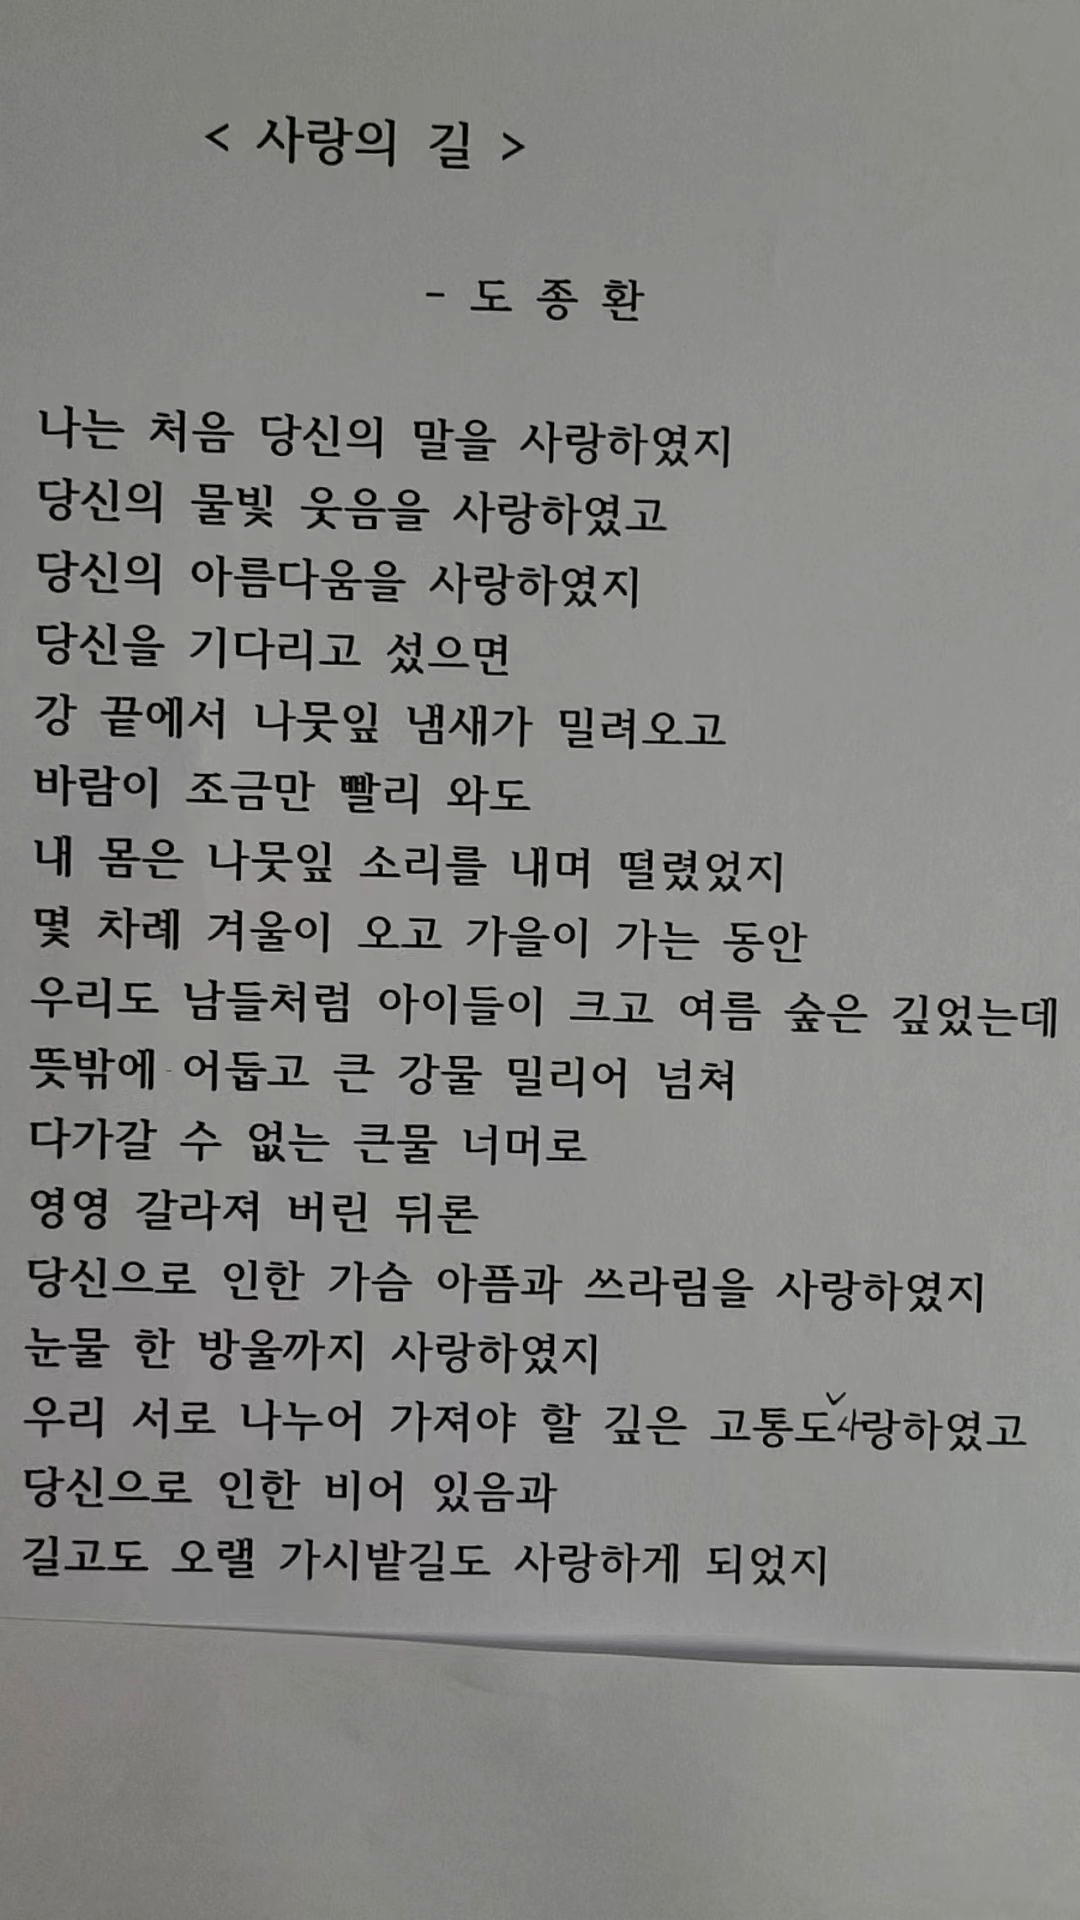 < 사랑의 길 >
- 도 종 환
나는 처음 당신의 말을 사랑하였지
당신의 물빛 웃음을 사랑하였고
당신의 아름다움을 사랑하였지
당신을 기다리고 섰으면
강 끝에서 나뭇잎 냄새가 밀려오고
바람이 조금만 빨리 와도
내 몸은 나뭇잎 소리를 내며 떨렸었지
몇 차례 겨울이 오고 가을이 가는 동안
우리도 남들처럼 아이들이 크고 여름 숲은 깊었는데
뜻밖에 어둡고 큰 강물 밀리어 넘쳐
다가갈 수 없는 큰물 너머로
영영 갈라져 버린 뒤론
당신으로 인한 가슴 아픔과 쓰라림을 사랑하였지
눈물 한 방울까지 사랑하였지
우리 서로 나누어 가져야 할 깊은 고통도 사랑하였고
당신으로 인한 비어 있음과
길고도 오랠 가시밭길도 사랑하게 되었지